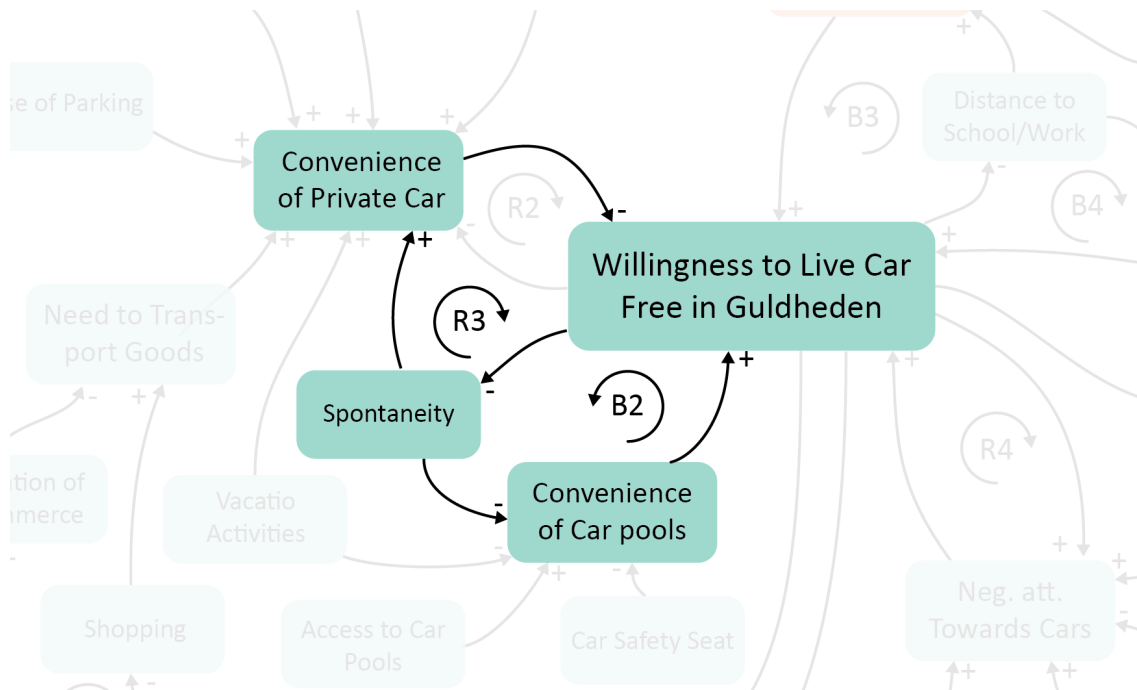 se of Parking
Convenience
of Private Car
Distance to
School/Work
B3
R2
B4
Willingness to Live Car
Free in Guldheden
Need to Trans-
port Goods
R3
Spontaneity
B2
Convenience
of Car pools
R4
tion of
mmerce
Vacatio
Activities
Shopping
Access to Car
Pools
Car Safety Seat
Neg. att.
Towards Cars